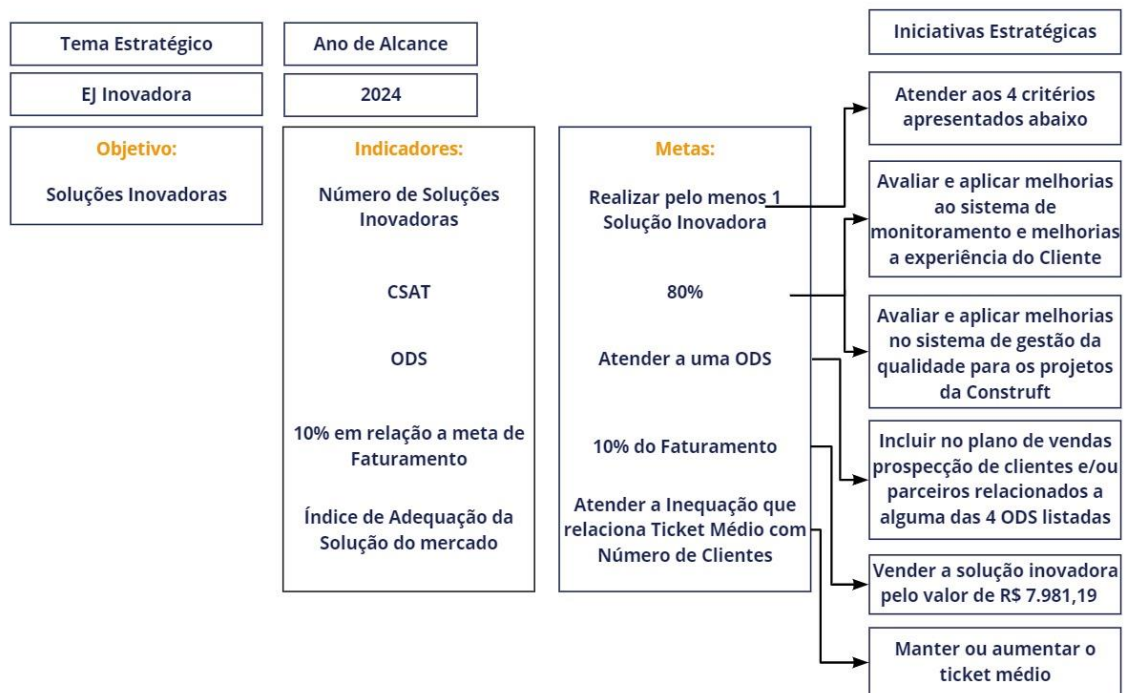 Tema Estratégico
Ano de Alcance
Iniciativas Estratégicas
EJ Inovadora
2024
Objetivo:
Soluções Inovadoras
Indicadores:
Número de Soluções
Inovadoras
CSAT
ODS
10% em relação a meta de
Faturamento
Índice de Adequação da
Solução do mercado
Metas:
Realizar pelo menos 1
Solução Inovadora
80%
Atender a uma ODS
10% do Faturamento
Atender a Inequação que
relaciona Ticket Médio com
Número de Clientes
Atender aos 4 critérios
apresentados abaixo
Avaliar e aplicar melhorias
ao sistema de
monitoramento e melhorias
a experiência do Cliente
Avaliar e aplicar melhorias
no sistema de gestão da
qualidade para os projetos
da Construft
Incluir no plano de vendas
prospecção de clientes e/ou
parceiros relacionados a
alguma das 4 ODS listadas
Vender a solução inovadora
pelo valor de R$ 7.981,19
Manter ou aumentar o
ticket médio